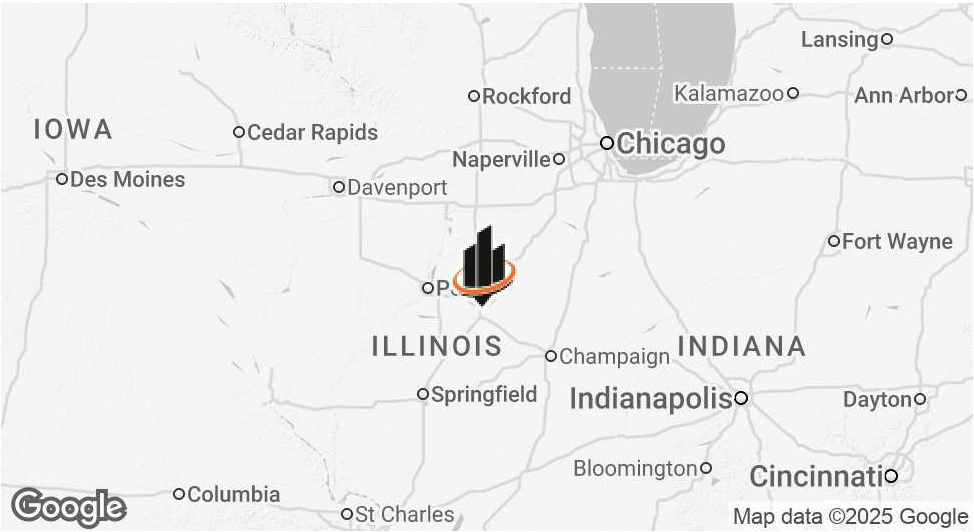 Lansing
Rockford
Kalamazoo
Ann Arbor
IOWA
Cedar Rapids
Chicago
Naperville
Des Moines
Davenport
Fort Wayne
ILLINOIS
INDIANA
Champaign
Springfield
Indianapolis
Dayton
Bloomington
Cincinnati
Columbia
Google
St Charles
Map data ©2025 Google